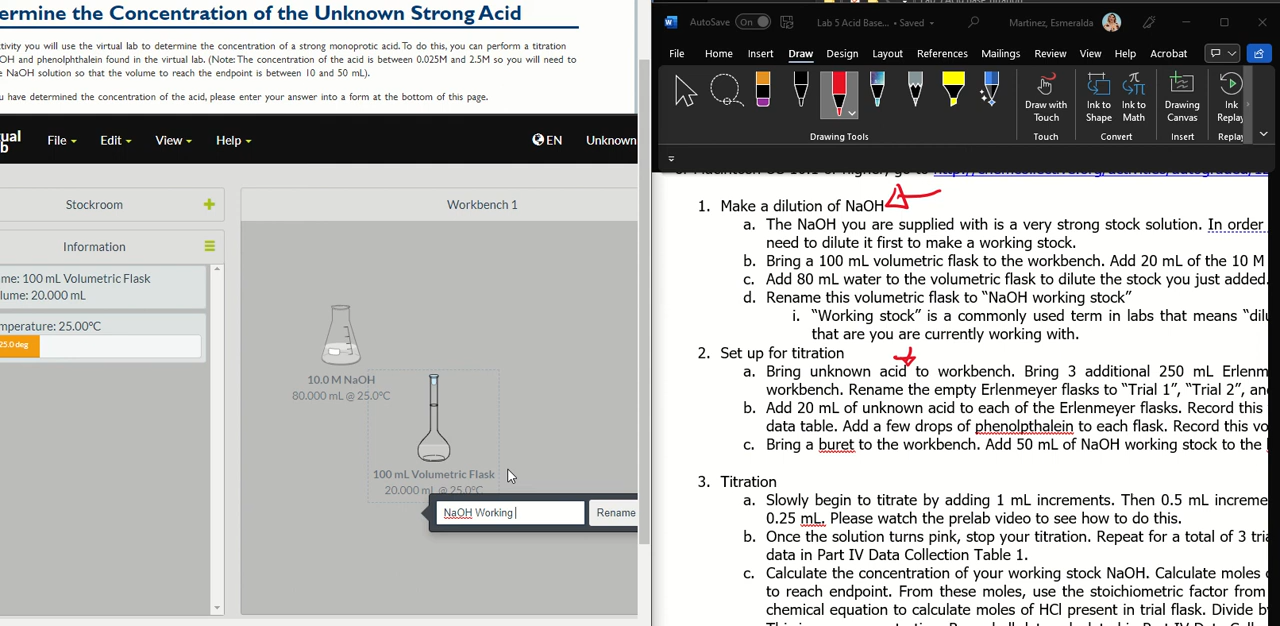 ermine the Concentration of the Unknown Strong Acid
tivity you will use the virtual lab to determine the concentration of a strong monoprotic acid. To do this, you can perform a titration
OH and phenolphthalein found in the virtual lab. (Note: The concentration of the acid is between 0.025M and 2.5M so you will need to
e NaOH solution so that the volume to reach the endpoint is between 10 and 50 mL).
u have determined the concentration of the acid, please enter your answer into a form at the bottom of this page.
ual
b
File Edit View Help EN Unknown
Stockroom
Workbench 1
Information
me: 100 mL Volumetric Flask
lume: 20.000 mL
mperature: 25.00°C
25.0 deg
10.0 M NaOH
80.000 mL @ 25.0°C
100 mL Volumetric Flask
20.000 mL @ 25.0°C
NaOH Working
Rename
AutoSave On Lab 5 Acid Base... • Saved Martinez, Esmeralda
File Home Insert Draw Design Layout References Mailings Review View Help Acrobat
Draw with Touch
Ink to Shape
Ink to Math
Drawing Canvas
Ink Replay
Drawing Tools
Touch
Convert
Insert
Replay
1. Make a dilution of NaOH
a. The NaOH you are supplied with is a very strong stock solution. In order
need to dilute it first to make a working stock.
b. Bring a 100 mL volumetric flask to the workbench. Add 20 mL of the 10 M
c. Add 80 mL water to the volumetric flask to dilute the stock you just added.
d. Rename this volumetric flask to “NaOH working stock”
i. “Working stock” is a commonly used term in labs that means “dilu
that are you are currently working with.
2. Set up for titration
a. Bring unknown acid to workbench. Bring 3 additional 250 mL Erlenm
workbench. Rename the empty Erlenmeyer flasks to “Trial 1”, “Trial 2”, an
b. Add 20 mL of unknown acid to each of the Erlenmeyer flasks. Record this
data table. Add a few drops of phenolpthalein to each flask. Record this vo
c. Bring a buret to the workbench. Add 50 mL of NaOH working stock to the
3. Titration
a. Slowly begin to titrate by adding 1 mL increments. Then 0.5 mL increme
0.25 mL. Please watch the prelab video to see how to do this.
b. Once the solution turns pink, stop your titration. Repeat for a total of 3 tria
data in Part IV Data Collection Table 1.
c. Calculate the concentration of your working stock NaOH. Calculate moles
to reach endpoint. From these moles, use the stoichiometric factor from
chemical equation to calculate moles of HCl present in trial flask. Divide b